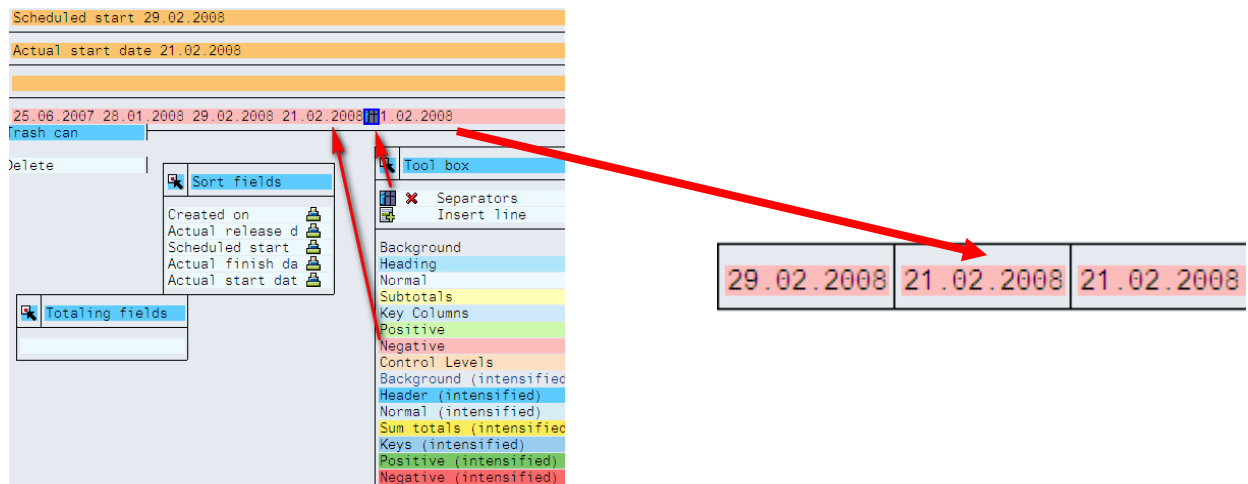 Scheduled start 29.02.2008
Actual start date 21.02.2008
25.06.2007 28.01.2008 29.02.2008 21.02.2008 1.02.2008
Trash can
Delete
Sort fields
Created on
Actual release d
Scheduled start
Actual finish da
Actual start dat
Totaling fields
Tool box
Separators
Insert line
Background
Heading
Normal
Subtotals
Key Columns
Positive
Negative
Control Levels
Background (intensified
Header (intensified)
Normal (intensified)
Sum totals (intensified
Keys (intensified)
Positive (intensified)
Negative (intensified)
29.02.2008 21.02.2008 21.02.2008